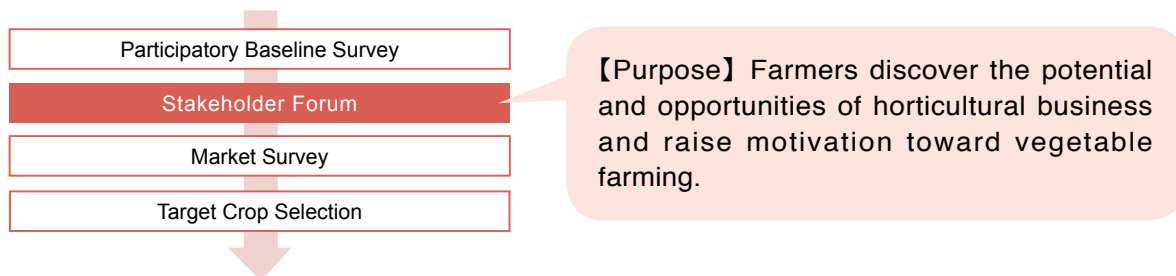 Participatory Baseline Survey
Stakeholder Forum
Market Survey
Target Crop Selection
【Purpose】Farmers discover the potential
and opportunities of horticultural business
and raise motivation toward vegetable
farming.